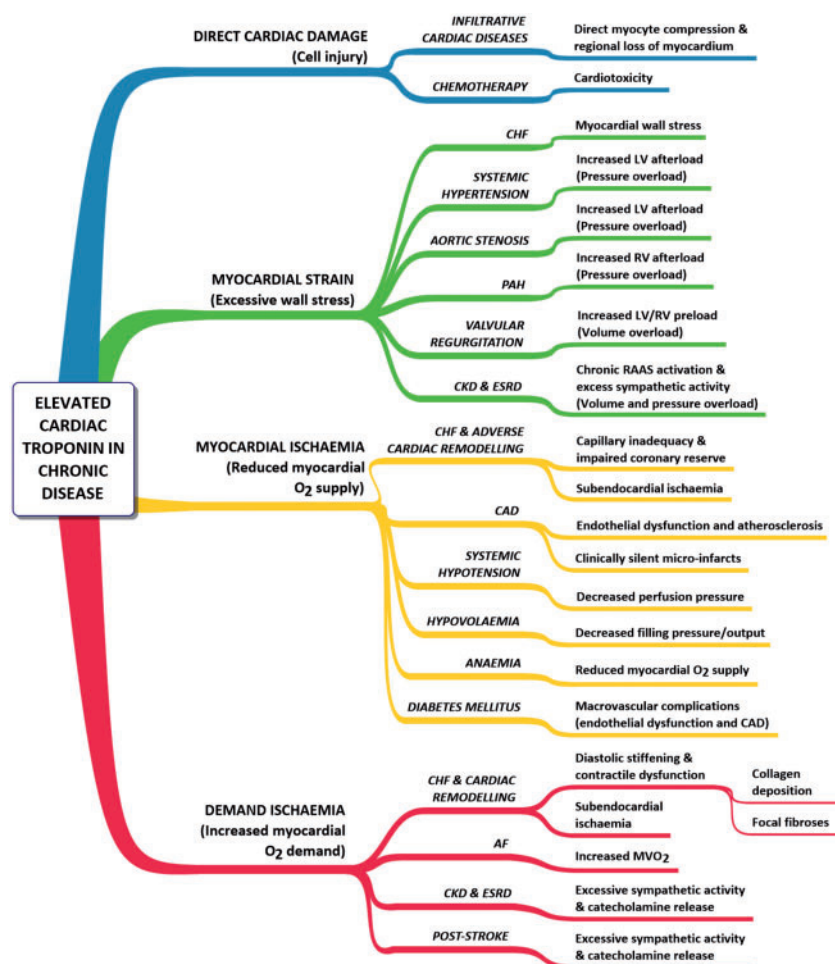 ELEVATED
CARDIAC
TROPONIN IN
CHRONIC
DISEASE
DIRECT CARDIAC DAMAGE
(Cell injury)
INFILTRATIVE
CARDIAC DISEASES
Direct myocyte compression &
regional loss of myocardium
CHEMOTHERAPY
Cardiotoxicity
MYOCARDIAL STRAIN
(Excessive wall stress)
CHF
Myocardial wall stress
SYSTEMIC
HYPERTENSION
Increased LV afterload
(Pressure overload)
AORTIC STENOSIS
Increased LV afterload
(Pressure overload)
PAH
Increased RV afterload
(Pressure overload)
VALVULAR
REGURGITATION
Increased LV/RV preload
(Volume overload)
CKD & ESRD
Chronic RAAS activation &
excess sympathetic activity
(Volume and pressure overload)
MYOCARDIAL ISCHAEMIA
(Reduced myocardial
O2 supply)
CHF & ADVERSE
CARDIAC REMODELLING
Capillary inadequacy &
impaired coronary reserve
Subendocardial ischaemia
CAD
Endothelial dysfunction and atherosclerosis
Clinically silent micro-infarcts
SYSTEMIC
HYPOTENSION
Decreased perfusion pressure
HYPOVOLAEMIA
Decreased filling pressure/output
ANAEMIA
Reduced myocardial O2 supply
DIABETES MELLITUS
Macrovascular complications
(endothelial dysfunction and CAD)
DEMAND ISCHAEMIA
(Increased myocardial
O2 demand)
CHF & CARDIAC
REMODELLING
Diastolic stiffening &
contractile dysfunction
Collagen
deposition
Focal fibroses
Subendocardial
ischaemia
AF
Increased MVO2
CKD & ESRD
Excessive sympathetic activity
& catecholamine release
POST-STROKE
Excessive sympathetic activity
& catecholamine release